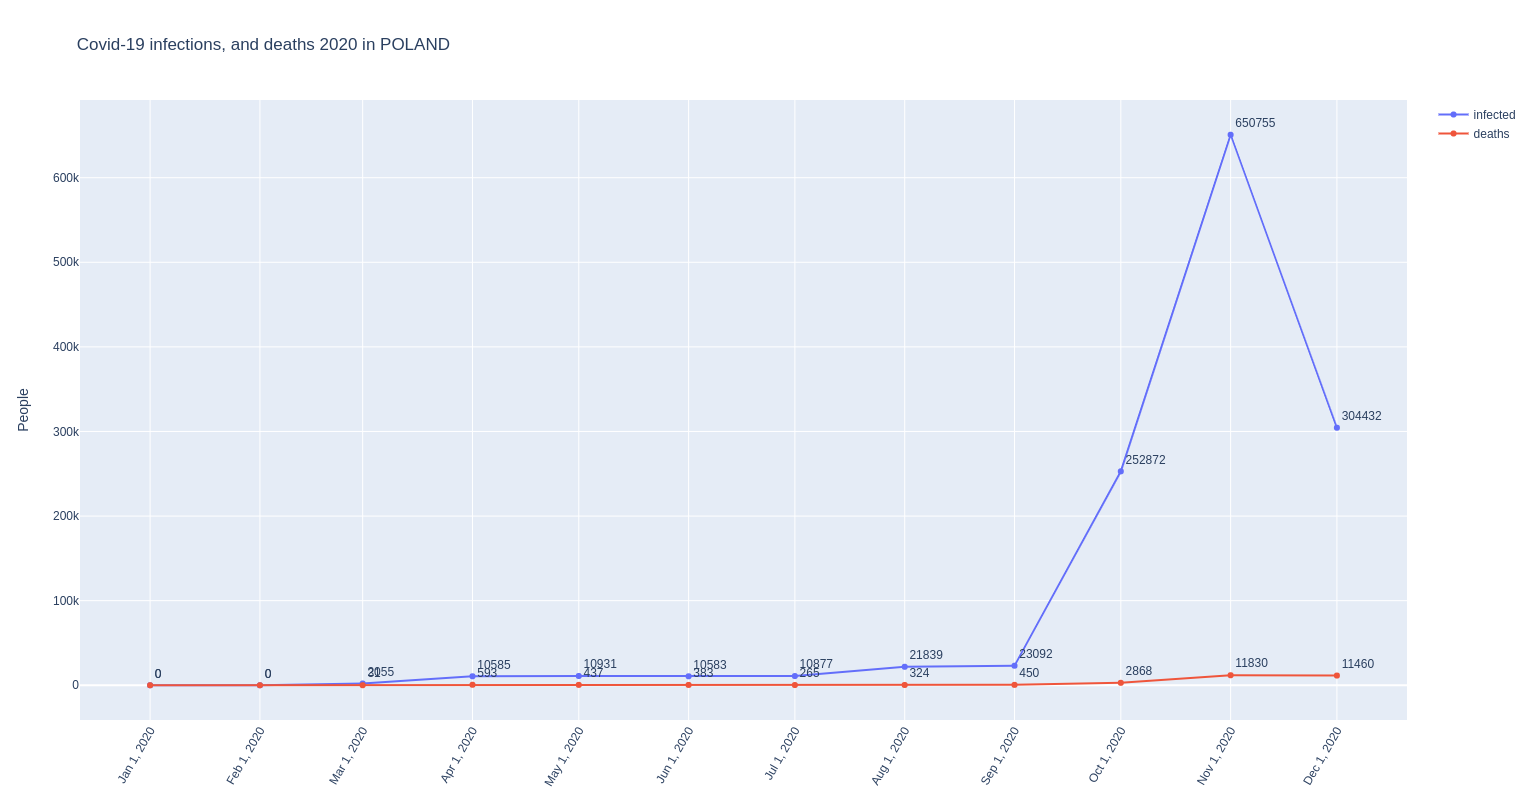 Covid-19 infections, and deaths 2020 in POLAND
infected
deaths
People
600k
500k
400k
300k
200k
100k
0
650755
304432
252872
0
0
2055
10585
10931
10583
10877
21839
23092
0
0
31
593
437
383
265
324
450
2868
11830
11460
Jan 1, 2020
Feb 1, 2020
Mar 1, 2020
Apr 1, 2020
May 1, 2020
Jun 1, 2020
Jul 1, 2020
Aug 1, 2020
Sep 1, 2020
Oct 1, 2020
Nov 1, 2020
Dec 1, 2020